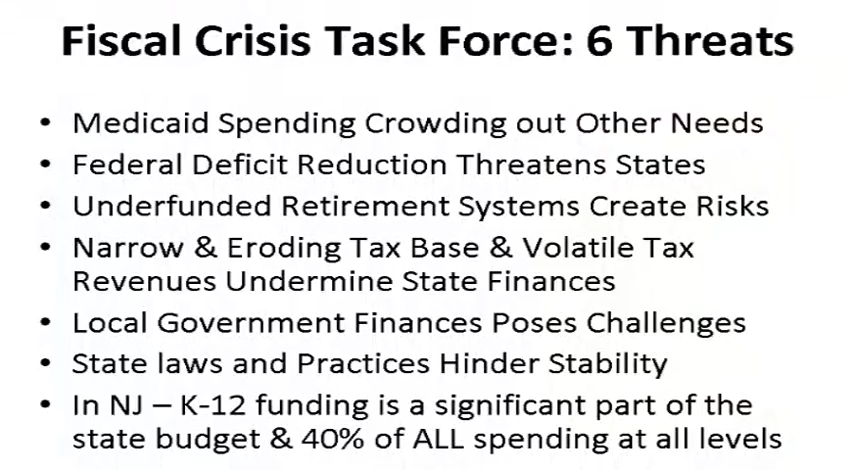 Fiscal Crisis Task Force: 6 Threats
• Medicaid Spending Crowding out Other Needs
• Federal Deficit Reduction Threatens States
• Underfunded Retirement Systems Create Risks
• Narrow & Eroding Tax Base & Volatile Tax
Revenues Undermine State Finances
• Local Government Finances Poses Challenges
• State laws and Practices Hinder Stability
• In NJ – K-12 funding is a significant part of the
state budget & 40% of ALL spending at all levels